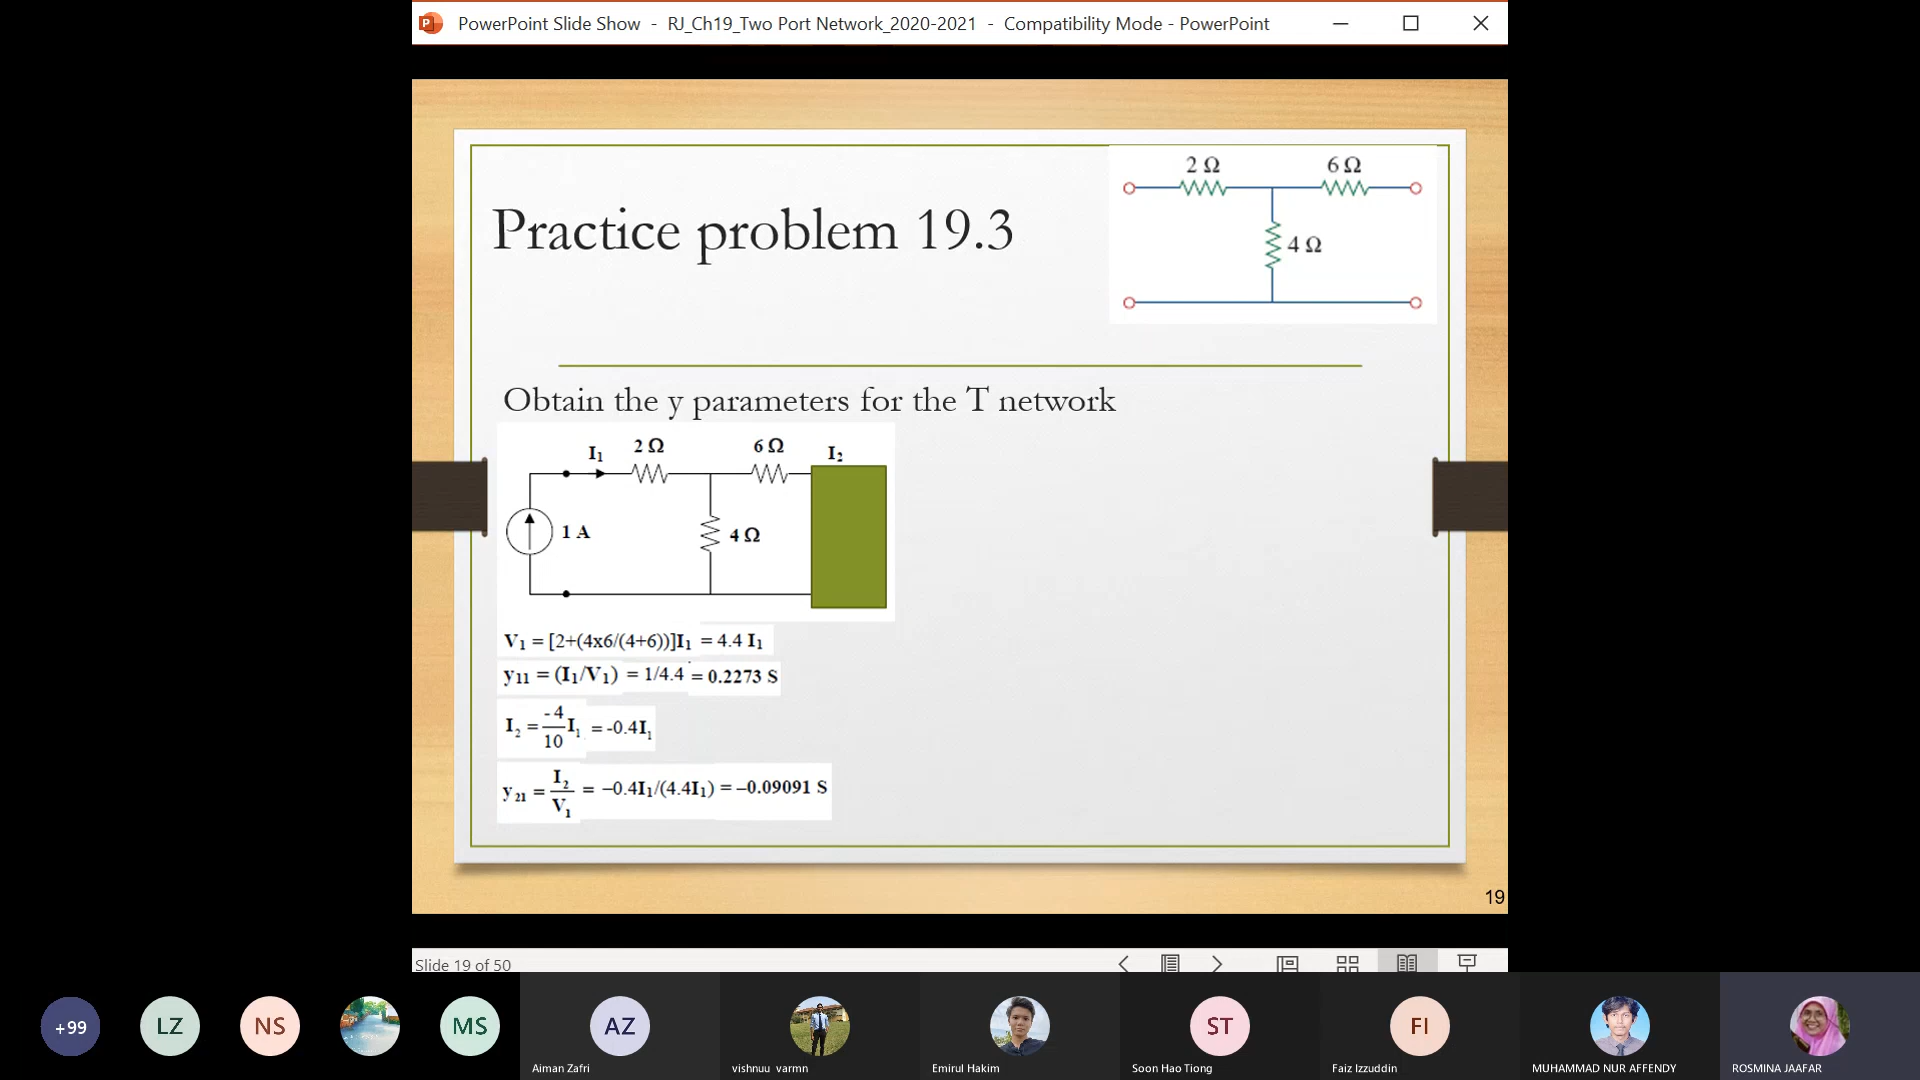 PowerPoint Slide Show - RJ_Ch19_Two Port Network_2020-2021 - Compatibility Mode - PowerPoint
2 Ω 6 Ω
Practice problem 19.3
4 Ω
Obtain the y parameters for the T network
I₁ 2 Ω 6 Ω I₂
1 A 4 Ω
V₁ = [2+(4x6/(4+6))]I₁ = 4.4 I₁
y₁₁ = (I₁/V₁) = 1/4.4 = 0.2273 S
I₂ = -4/10 I₁ = -0.4I₁
y₂₁ = I₂/V₁ = –0.4I₁/(4.4I₁) = –0.09091 S
19
Slide 19 of 50
+99 LZ NS MS AZ ST FI
Aiman Zafri vishnuu varmn Emirul Hakim Soon Hao Tiong Faiz Izzuddin MUHAMMAD NUR AFFENDY ROSMINA JAAFAR